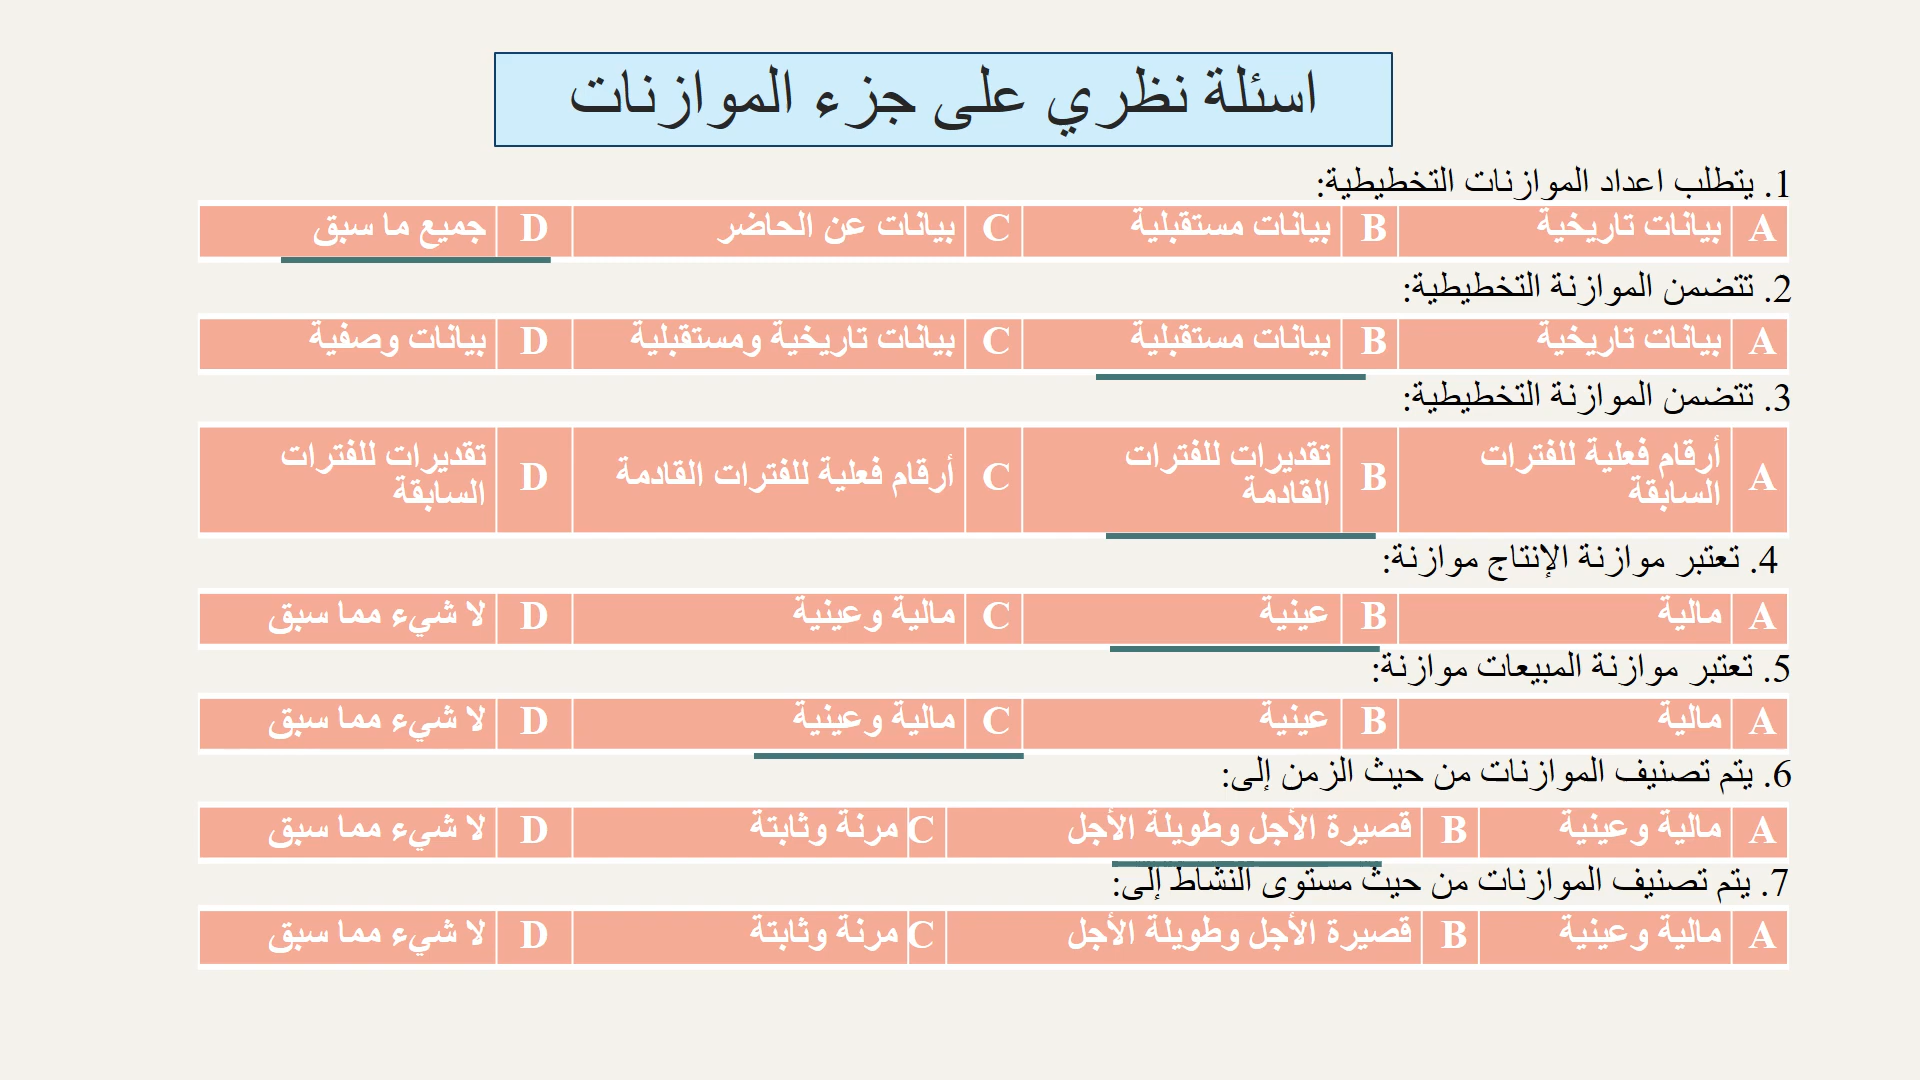 اسئلة نظري على جزء الموازنات
1. يتطلب اعداد الموازنات التخطيطية:
A بيانات تاريخية B بيانات مستقبلية C بيانات عن الحاضر D جميع ما سبق
2. تتضمن الموازنة التخطيطية:
A بيانات تاريخية B بيانات مستقبلية C بيانات تاريخية ومستقبلية D بيانات وصفية
3. تتضمن الموازنة التخطيطية:
A أرقام فعلية للفترات السابقة B تقديرات للفترات القادمة C أرقام فعلية للفترات القادمة D تقديرات للفترات السابقة
4. تعتبر موازنة الإنتاج موازنة:
A مالية B عينية C مالية وعينية D لا شيء مما سبق
5. تعتبر موازنة المبيعات موازنة:
A مالية B عينية C مالية وعينية D لا شيء مما سبق
6. يتم تصنيف الموازنات من حيث الزمن إلى:
A مالية وعينية B قصيرة الأجل وطويلة الأجل C مرنة وثابتة D لا شيء مما سبق
7. يتم تصنيف الموازنات من حيث مستوى النشاط إلى:
A مالية وعينية B قصيرة الأجل وطويلة الأجل C مرنة وثابتة D لا شيء مما سبق